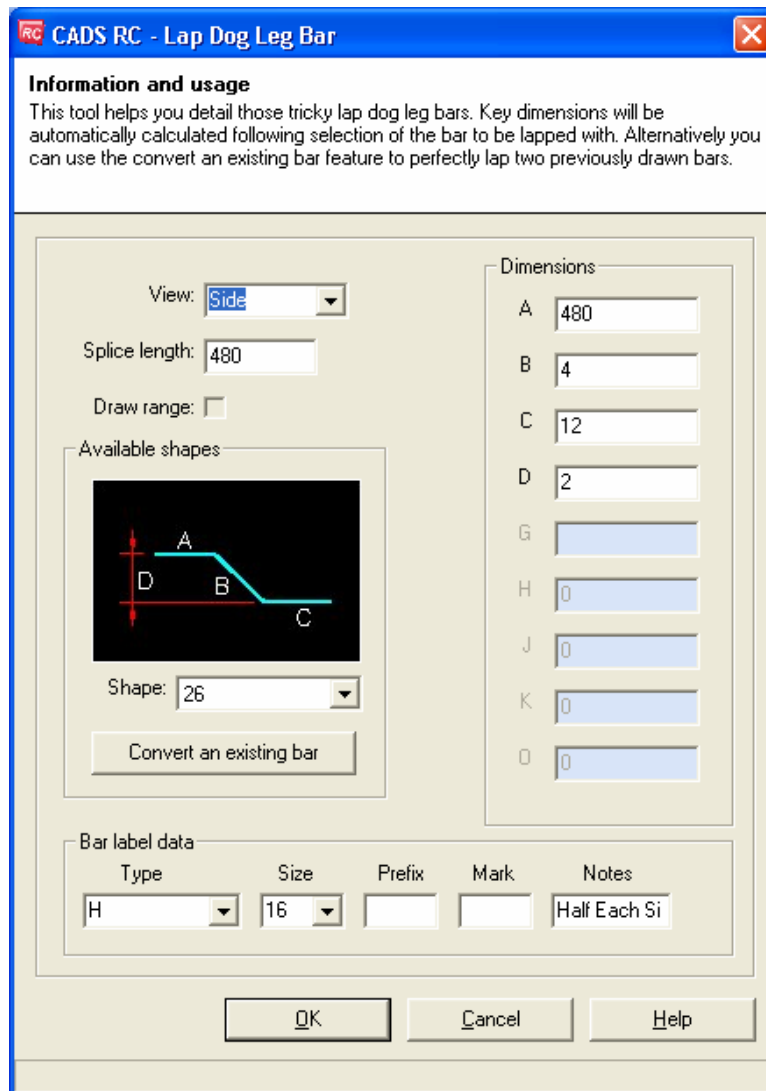 RC CADS RC - Lap Dog Leg Bar
Information and usage
This tool helps you detail those tricky lap dog leg bars. Key dimensions will be
automatically calculated following selection of the bar to be lapped with. Alternatively you
can use the convert an existing bar feature to perfectly lap two previously drawn bars.
View: Side
Splice length: 480
Draw range:
Available shapes
A
D
B
C
Shape: 26
Convert an existing bar
Dimensions
A 480
B 4
C 12
D 2
G
H 0
J 0
K 0
O 0
Bar label data
Type Size Prefix Mark Notes
H 16 Half Each Si
OK Cancel Help